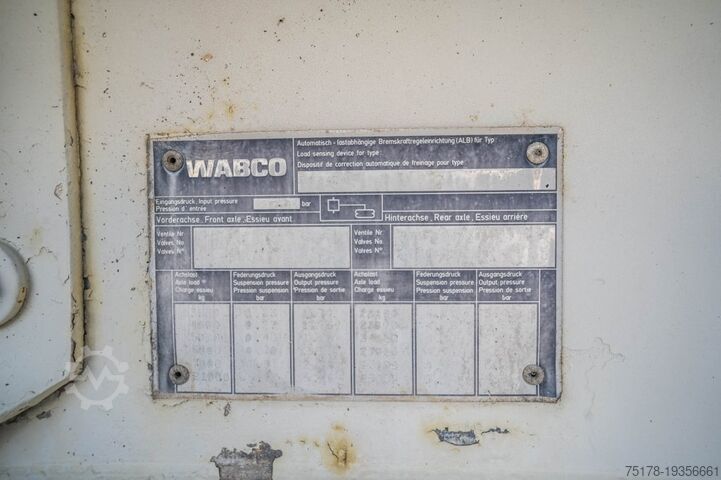 WABCO
Automatisch-lastabhängige Bremskraftregeleinrichtung (ALB) für Typ
Load sensing device for type
Dispositif de correction automatique de freinage pour type
Eingangsdruck, Input pressure bar
Pression d'entrée
Vorderachse, Front axle, Essieu avant
Hinterachse, Rear axle, Essieu arrière
Ventile Nr
Valves No.
Valves N°
Ventile Nr
Valves No.
Valves N°
Achslast
Axle load
Charge essieu
kg
Federungsdruck
Suspension pressure
Pression suspension
bar
Ausgangsdruck
Output pressure
Pression de sortie
bar
Achslast
Axle load
Charge essieu
kg
Federungsdruck
Suspension pressure
Pression suspension
bar
Ausgangsdruck
Output pressure
Pression de sortie
bar
75178-19356661